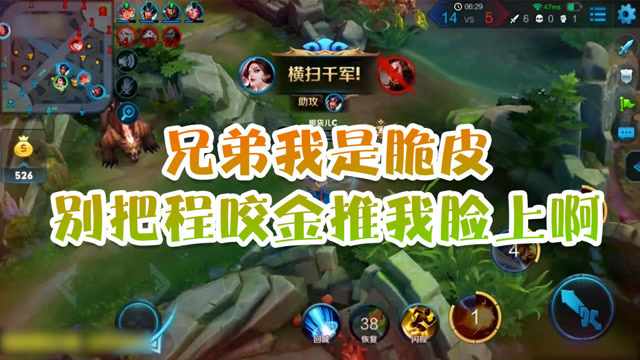 06:29
47ms
14 vs 5
6 0 1
横扫千军!
助攻
526
兄弟我是脆皮
别把程咬金推我脸上啊
4
1
38
回城
恢复
闪现